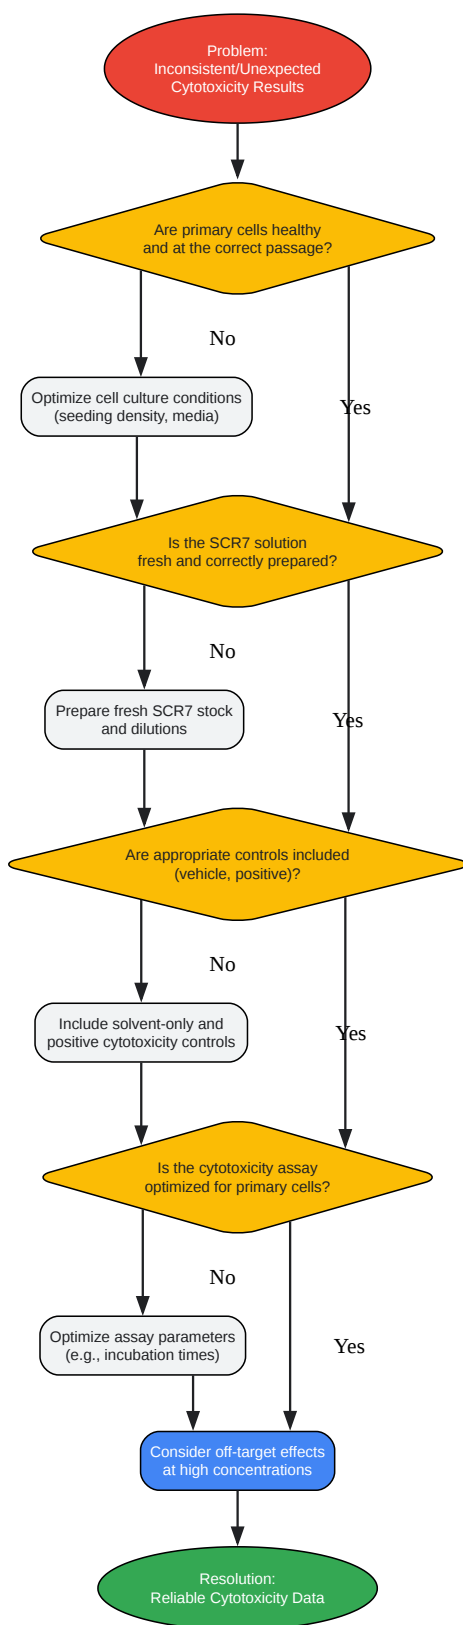 Problem:
Inconsistent/Unexpected
Cytotoxicity Results
Are primary cells healthy
and at the correct passage?
No
Optimize cell culture conditions
(seeding density, media)
Yes
Is the SCR7 solution
fresh and correctly prepared?
No
Prepare fresh SCR7 stock
and dilutions
Yes
Are appropriate controls included
(vehicle, positive)?
No
Include solvent-only and
positive cytotoxicity controls
Yes
Is the cytotoxicity assay
optimized for primary cells?
No
Optimize assay parameters
(e.g., incubation times)
Yes
Consider off-target effects
at high concentrations
Resolution:
Reliable Cytotoxicity Data